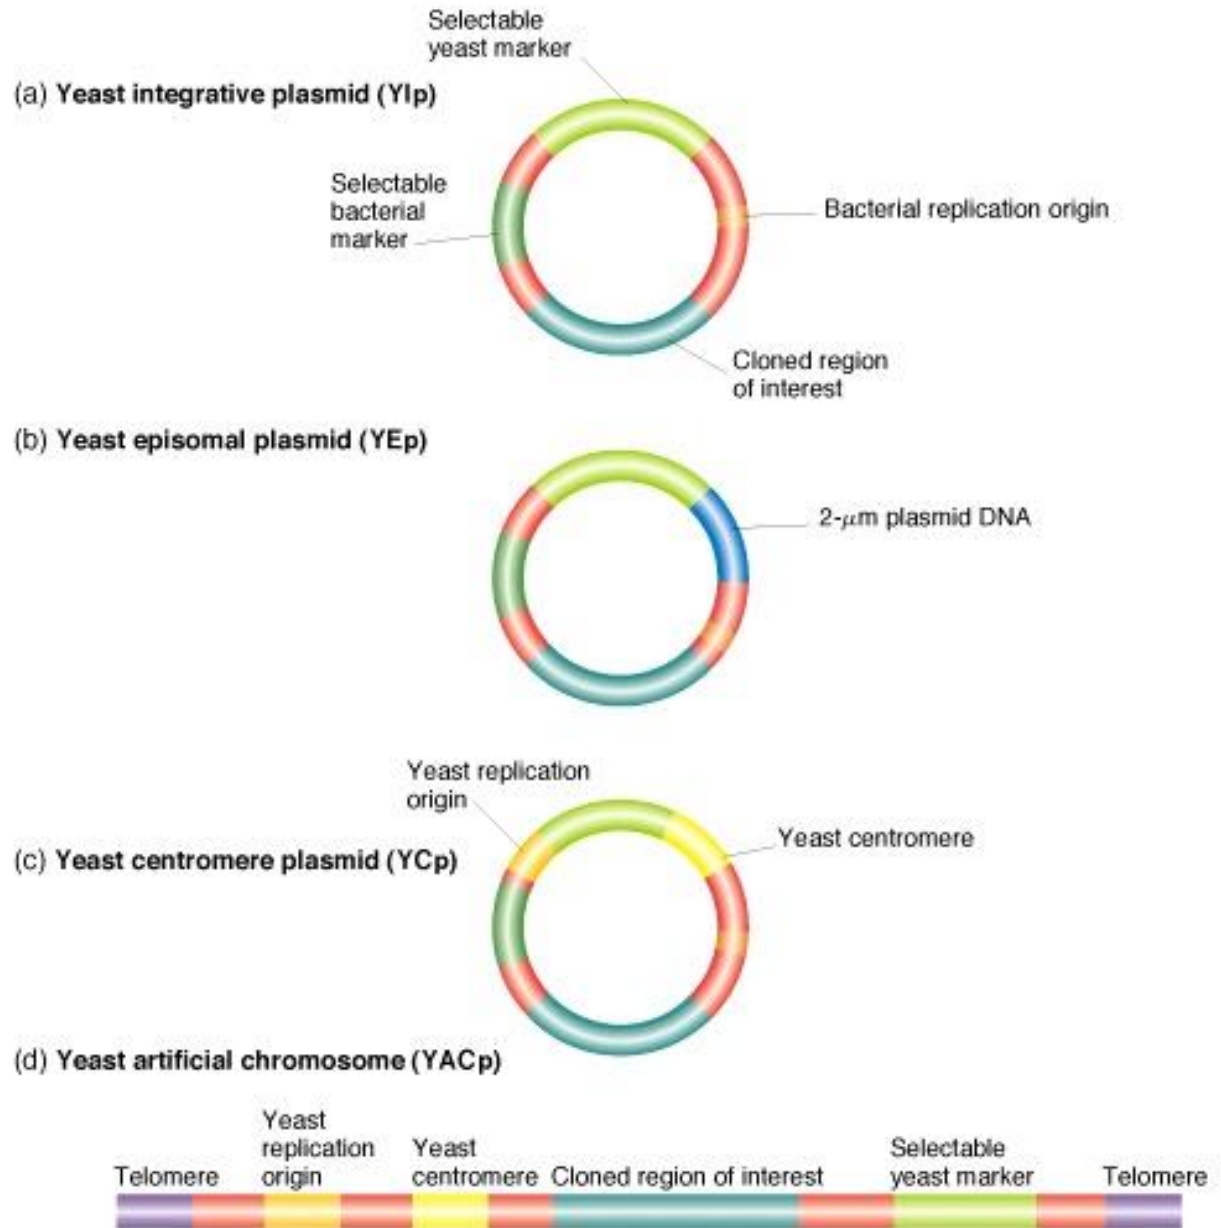 Selectable
yeast marker
(a) Yeast integrative plasmid (YIp)
Selectable
bacterial
marker
Bacterial replication origin
Cloned region
of interest
(b) Yeast episomal plasmid (YEp)
2-μm plasmid DNA
Yeast replication
origin
Yeast centromere
(c) Yeast centromere plasmid (YCp)
(d) Yeast artificial chromosome (YACp)
Telomere
Yeast
replication
origin
Yeast
centromere
Cloned region of interest
Selectable
yeast marker
Telomere